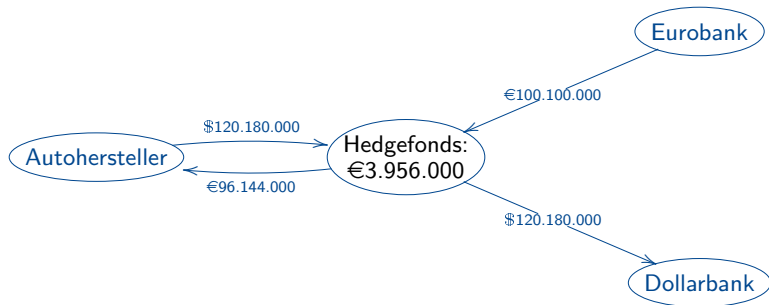 Eurobank
€100.100.000
$120.180.000
Autohersteller
Hedgefonds:
€3.956.000
€96.144.000
$120.180.000
Dollarbank